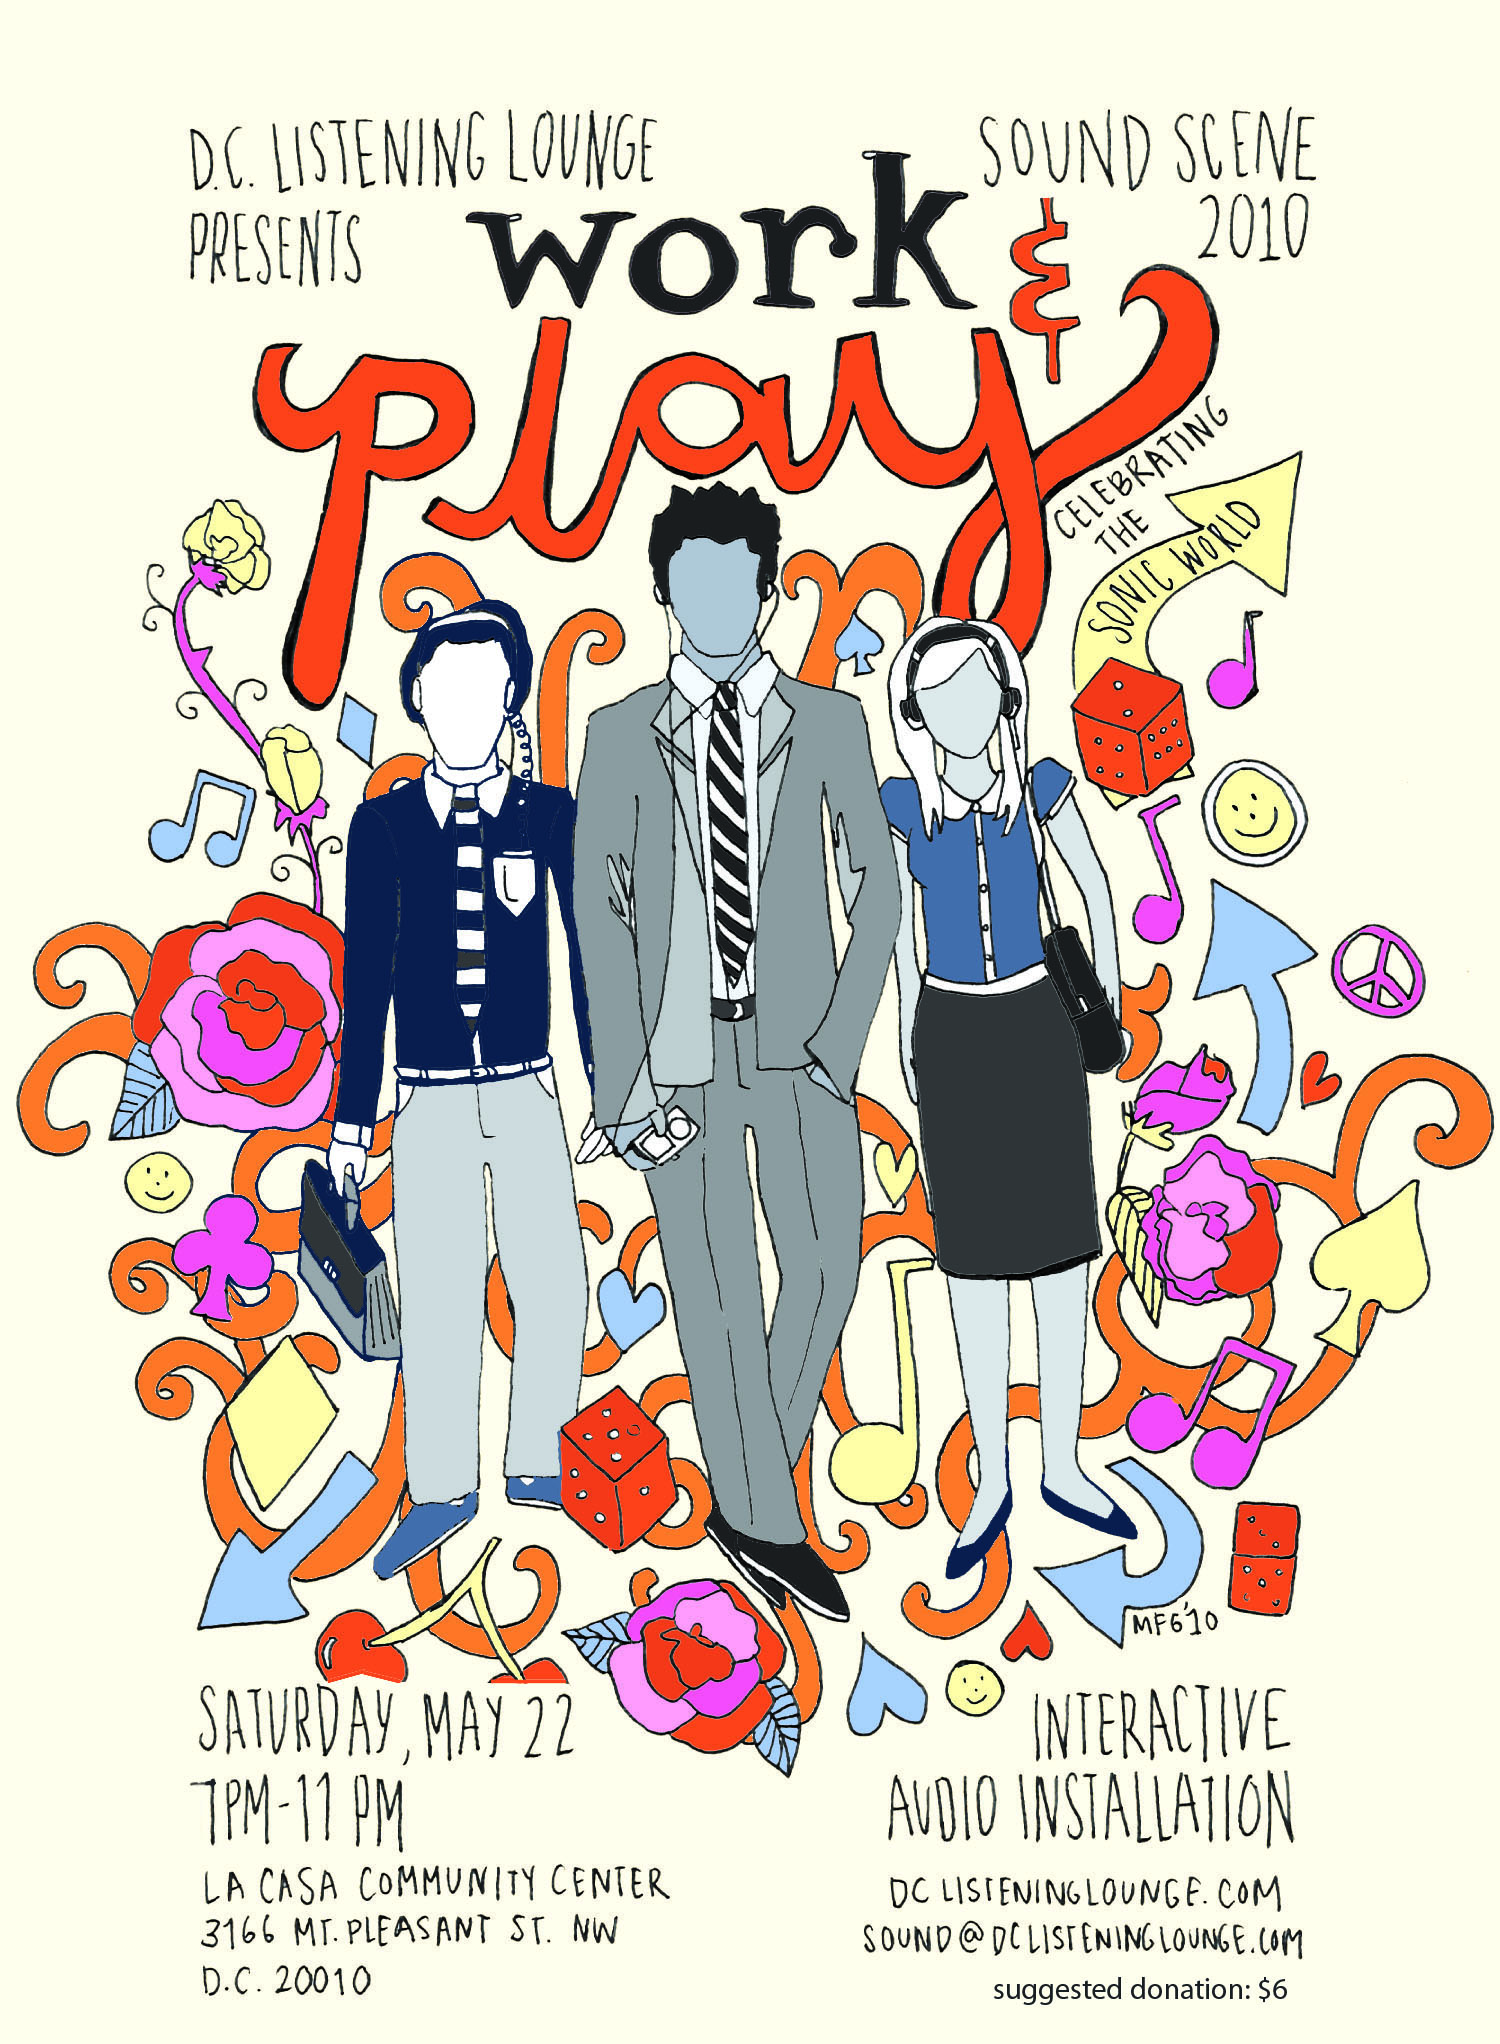 D.C. LISTENING LOUNGE
PRESENTS
SOUND SCENE
2010
work &
play
CELEBRATING
THE
SONIC WORLD
MFG'10
SATURDAY, MAY 22
7PM-11 PM
LA CASA COMMUNITY CENTER
3166 MT. PLEASANT ST. NW
D.C. 20010
INTERACTIVE
AUDIO INSTALLATION
DCLISTENINGLOUNGE.COM
SOUND@DCLISTENINGLOUNGE.COM
suggested donation: $6